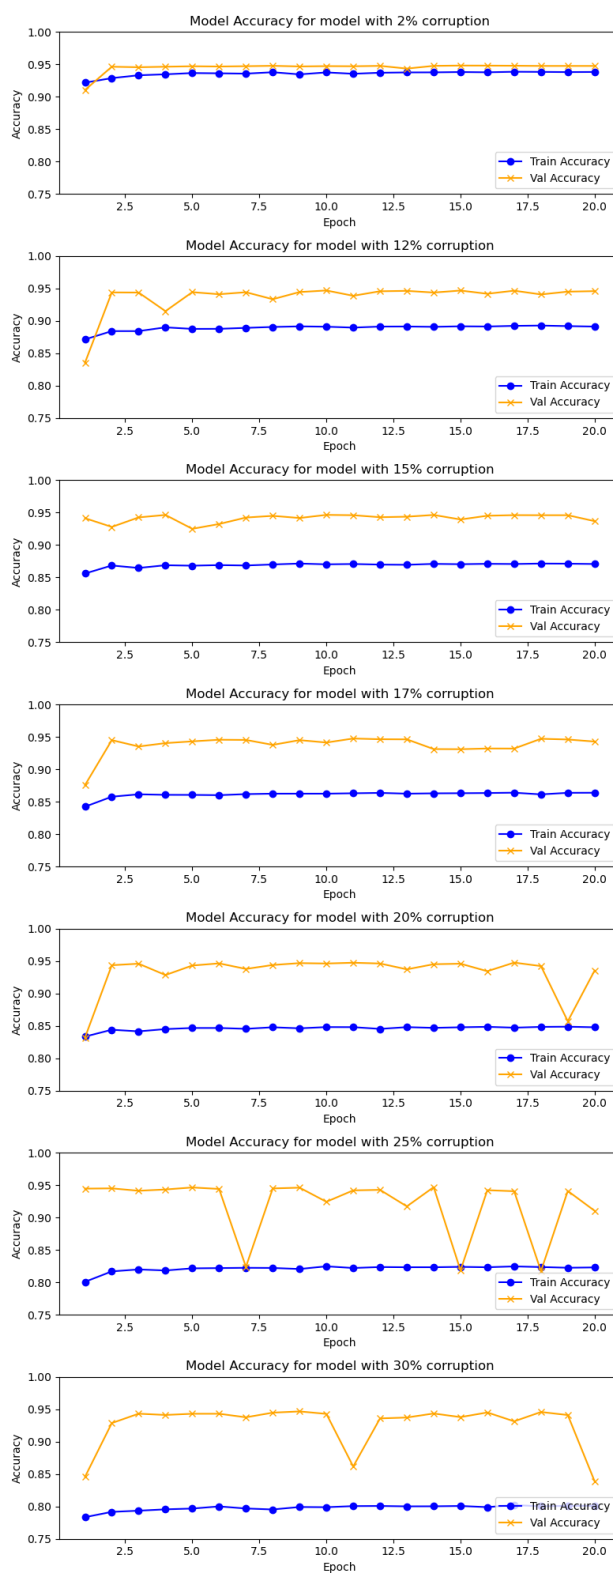 Model Accuracy for model with 2% corruption
1.00
0.95
0.90
0.85
0.80
0.75
Accuracy
Train Accuracy
Val Accuracy
2.5 5.0 7.5 10.0 12.5 15.0 17.5 20.0
Epoch
Model Accuracy for model with 12% corruption
1.00
0.95
0.90
0.85
0.80
0.75
Accuracy
Train Accuracy
Val Accuracy
2.5 5.0 7.5 10.0 12.5 15.0 17.5 20.0
Epoch
Model Accuracy for model with 15% corruption
1.00
0.95
0.90
0.85
0.80
0.75
Accuracy
Train Accuracy
Val Accuracy
2.5 5.0 7.5 10.0 12.5 15.0 17.5 20.0
Epoch
Model Accuracy for model with 17% corruption
1.00
0.95
0.90
0.85
0.80
0.75
Accuracy
Train Accuracy
Val Accuracy
2.5 5.0 7.5 10.0 12.5 15.0 17.5 20.0
Epoch
Model Accuracy for model with 20% corruption
1.00
0.95
0.90
0.85
0.80
0.75
Accuracy
Train Accuracy
Val Accuracy
2.5 5.0 7.5 10.0 12.5 15.0 17.5 20.0
Epoch
Model Accuracy for model with 25% corruption
1.00
0.95
0.90
0.85
0.80
0.75
Accuracy
Train Accuracy
Val Accuracy
2.5 5.0 7.5 10.0 12.5 15.0 17.5 20.0
Epoch
Model Accuracy for model with 30% corruption
1.00
0.95
0.90
0.85
0.80
0.75
Accuracy
Train Accuracy
Val Accuracy
2.5 5.0 7.5 10.0 12.5 15.0 17.5 20.0
Epoch